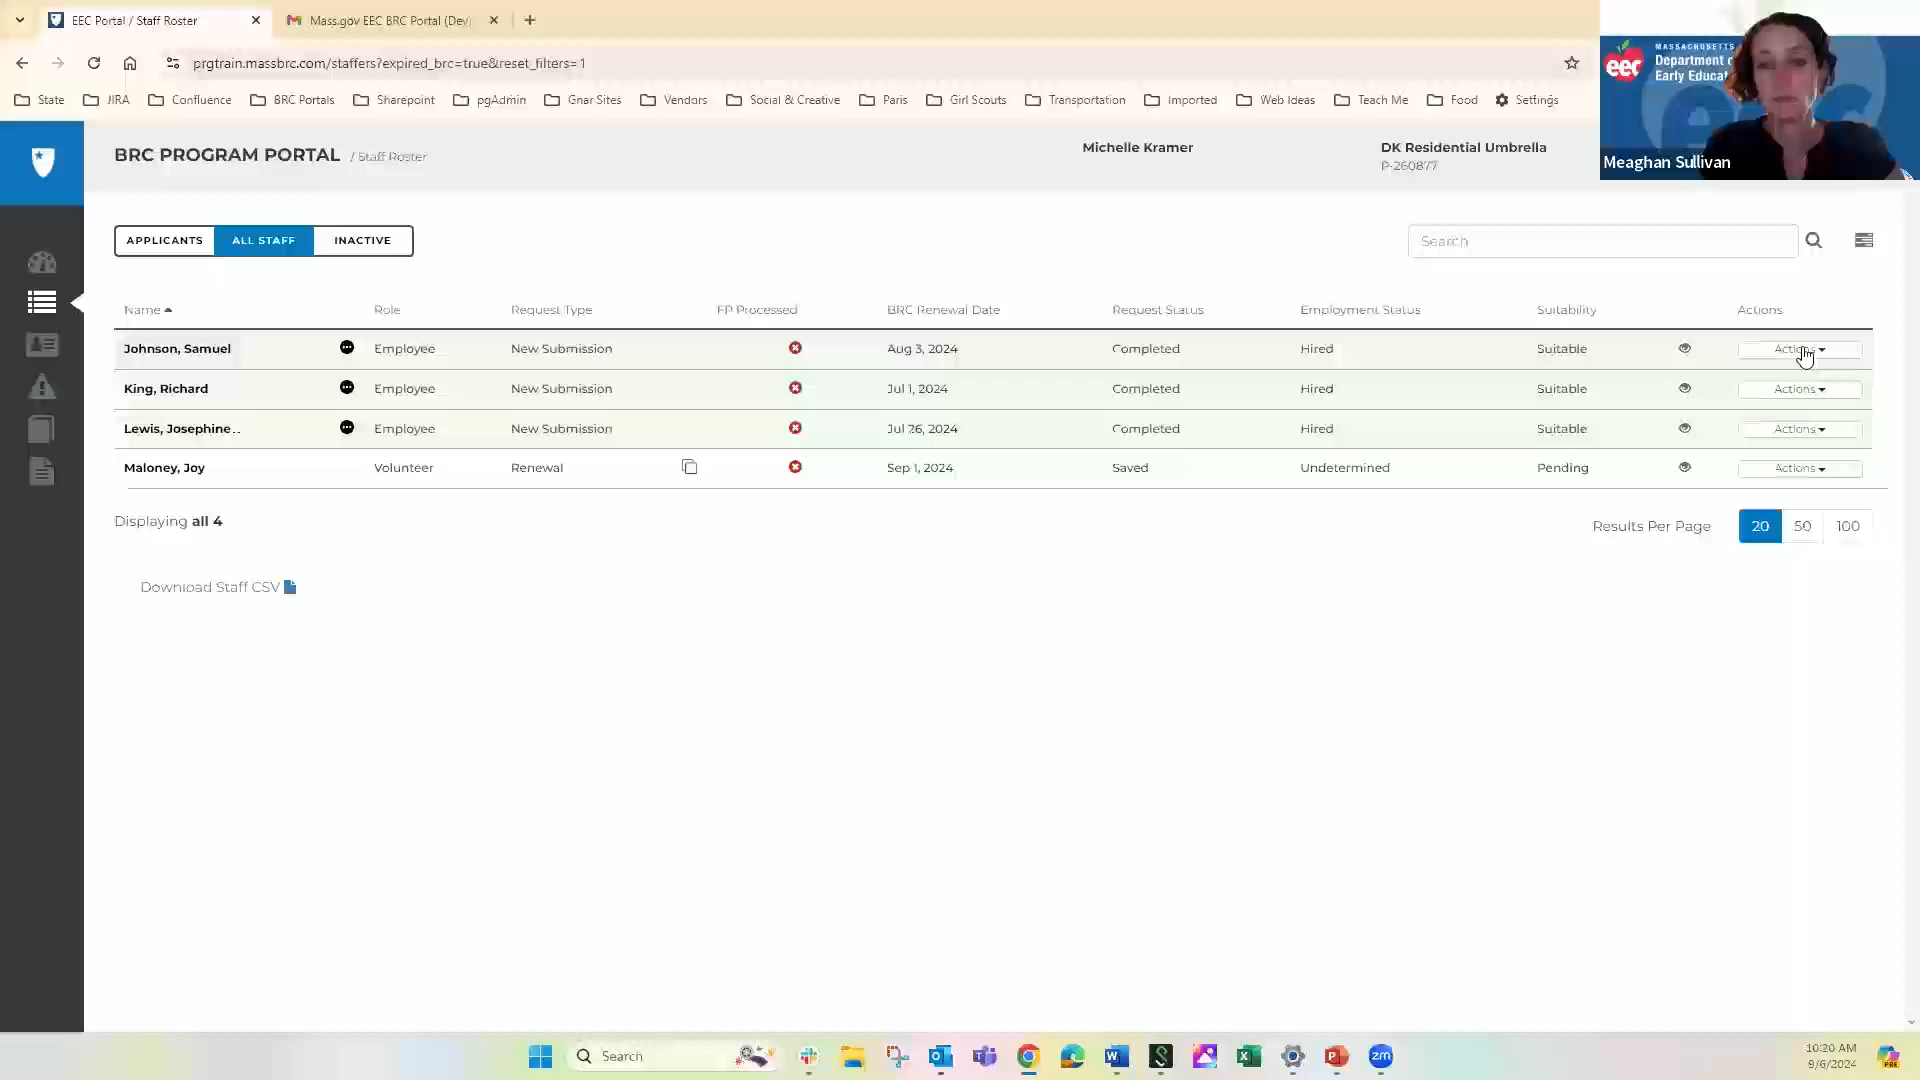 EEC Portal / Staff Roster
Mass.gov EEC BRC Portal (Dev)
prgtrain.massbrc.com/staffers?expired_brc=true&reset_filters=1
State JIRA Confluence BRC Portals Sharepoint pgAdmin Gnar Sites Vendors Social & Creative Paris Girl Scouts Transportation Imported Web Ideas Teach Me Food Settings
MASSACHUSETTS
Department
Early Educa
eec
Meaghan Sullivan
BRC PROGRAM PORTAL / Staff Roster
Michelle Kramer
DK Residential Umbrella
P-260877
APPLICANTS ALL STAFF INACTIVE
Search
Name Role Request Type FP Processed BRC Renewal Date Request Status Employment Status Suitability Actions
Johnson, Samuel Employee New Submission Aug 3, 2024 Completed Hired Suitable Actions
King, Richard Employee New Submission Jul 1, 2024 Completed Hired Suitable Actions
Lewis, Josephine... Employee New Submission Jul 26, 2024 Completed Hired Suitable Actions
Maloney, Joy Volunteer Renewal Sep 1, 2024 Saved Undetermined Pending Actions
Displaying all 4
Results Per Page 20 50 100
Download Staff CSV
Search
10:20 AM
9/6/2024